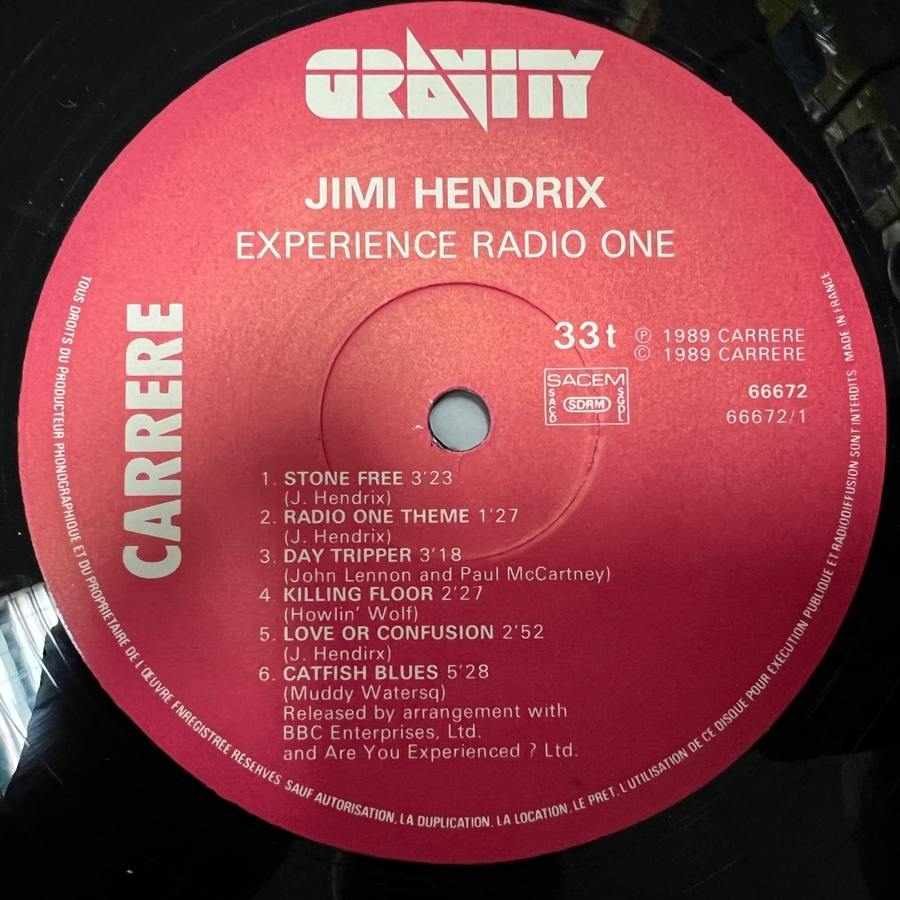 GRAVITY
JIMI HENDRIX
EXPERIENCE RADIO ONE
CARRERE
33t
Ⓟ 1989 CARRERE
© 1989 CARRERE
SACEM
SACD
SDRM
SGDL
66672
66672/1
1. STONE FREE 3'23
(J. Hendrix)
2. RADIO ONE THEME 1'27
(J. Hendrix)
3. DAY TRIPPER 3'18
(John Lennon and Paul McCartney)
4. KILLING FLOOR 2'27
(Howlin' Wolf)
5. LOVE OR CONFUSION 2'52
(J. Hendirx)
6. CATFISH BLUES 5'28
(Muddy Watersq)
Released by arrangement with
BBC Enterprises, Ltd.
and Are You Experienced ? Ltd.
TOUS DROITS DU PRODUCTEUR PHONOGRAPHIQUE ET DU PROPRIETAIRE DE L'ŒUVRE ENREGISTREE RESERVES SAUF AUTORISATION, LA DUPLICATION, LA LOCATION, LE PRET, L'UTILISATION DE CE DISQUE POUR EXECUTION PUBLIQUE ET RADIODIFFUSION SONT INTERDITS MADE IN FRANCE